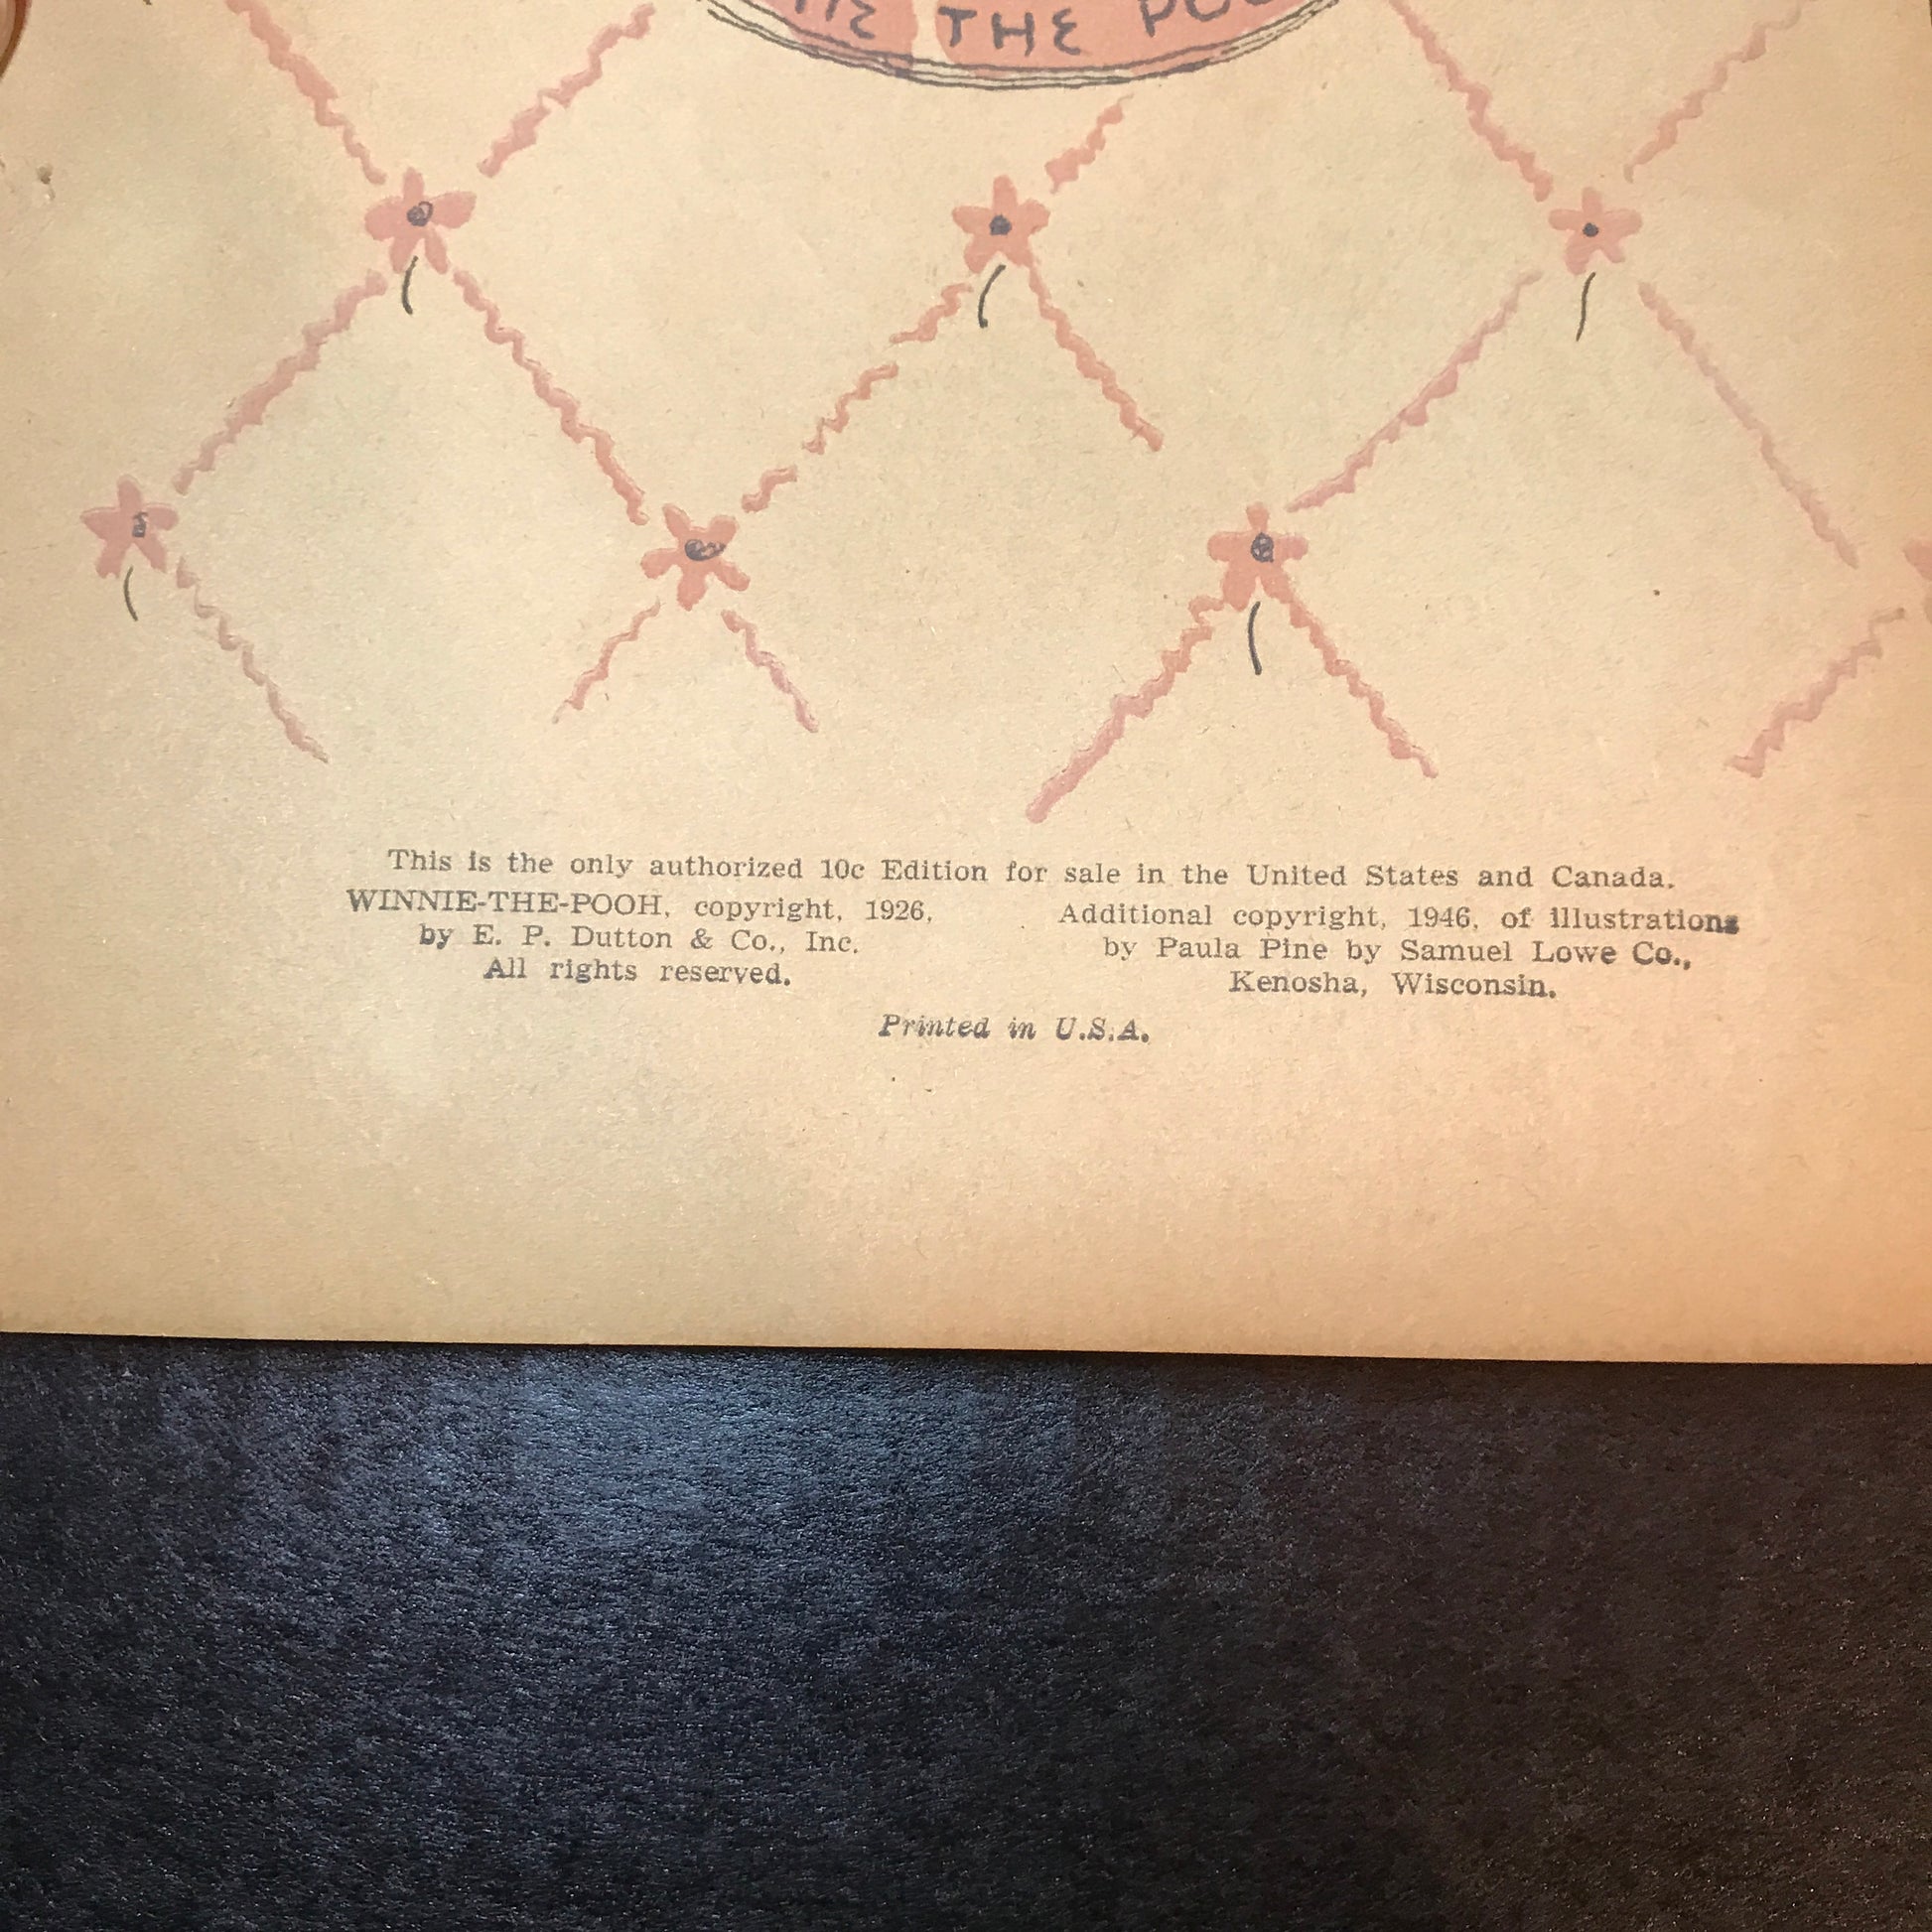 THE
This is the only authorized 10c Edition for sale in the United States and Canada.
WINNIE-THE-POOH, copyright, 1926,
by E. P. Dutton & Co., Inc.
All rights reserved.
Additional copyright, 1946, of illustrations
by Paula Pine by Samuel Lowe Co.,
Kenosha, Wisconsin.
Printed in U.S.A.